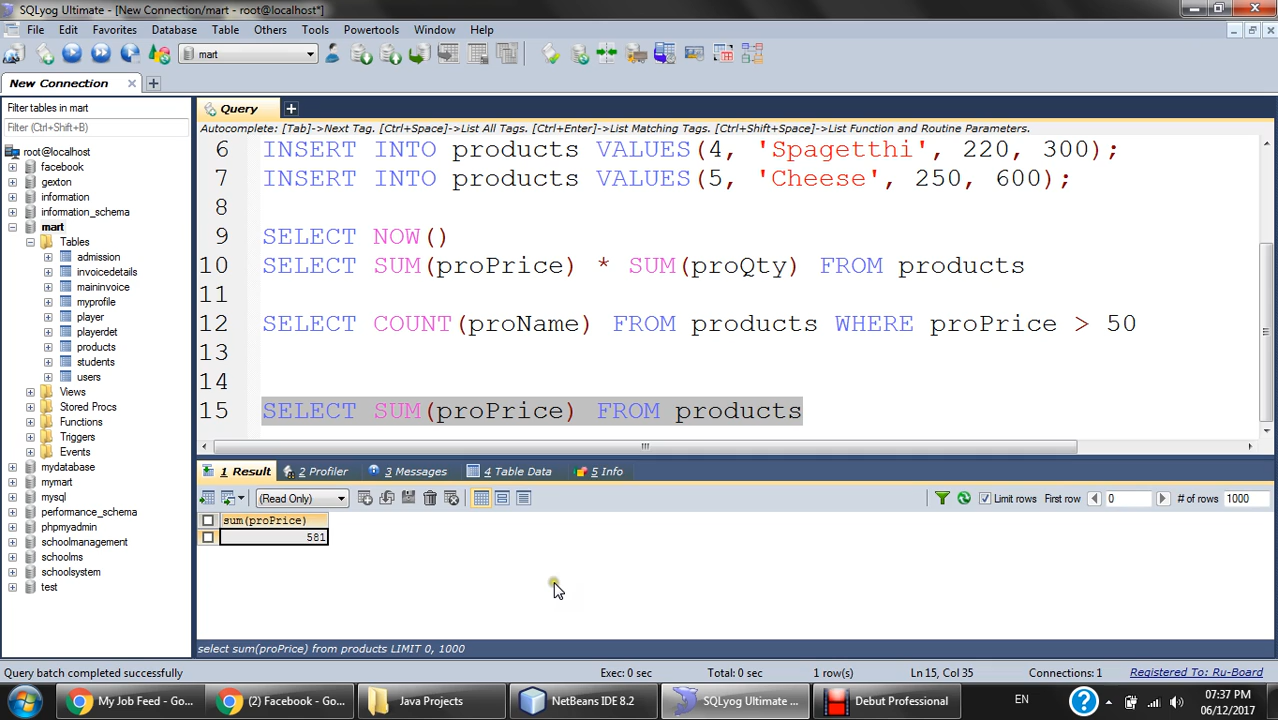 SQLyog Ultimate - [New Connection/mart - root@localhost*]
File Edit Favorites Database Table Others Tools Powertools Window Help
mart
New Connection
Filter tables in mart
Filter (Ctrl+Shift+B)
root@localhost
facebook
gexton
information
information_schema
mart
Tables
admission
invoicedetails
maininvoice
myprofile
player
playerdet
products
students
users
Views
Stored Procs
Functions
Triggers
Events
mydatabase
mymart
mysql
performance_schema
phpmyadmin
schoolmanagement
schoolms
schoolsystem
test
Query
Autocomplete: [Tab]->Next Tag. [Ctrl+Space]->List All Tags. [Ctrl+Enter]->List Matching Tags. [Ctrl+Shift+Space]->List Function and Routine Parameters.
6 INSERT INTO products VALUES(4, 'Spagetthi', 220, 300);
7 INSERT INTO products VALUES(5, 'Cheese', 250, 600);
8
9 SELECT NOW()
10 SELECT SUM(proPrice) * SUM(proQty) FROM products
11
12 SELECT COUNT(proName) FROM products WHERE proPrice > 50
13
14
15 SELECT SUM(proPrice) FROM products
1 Result 2 Profiler 3 Messages 4 Table Data 5 Info
(Read Only) Limit rows First row 0 # of rows 1000
sum(proPrice)
581
select sum(proPrice) from products LIMIT 0, 1000
Query batch completed successfully Exec: 0 sec Total: 0 sec 1 row(s) Ln 15, Col 35 Connections: 1 Registered To: Ru-Board
My Job Feed - Go... (2) Facebook - Go... Java Projects NetBeans IDE 8.2 SQLyog Ultimate ... Debut Professional EN 07:37 PM
06/12/2017